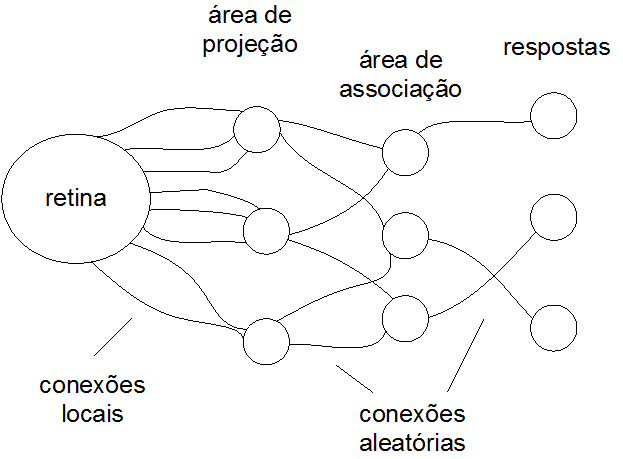 área de
projeção
área de
associação
respostas
retina
conexões
locais
conexões
aleatórias